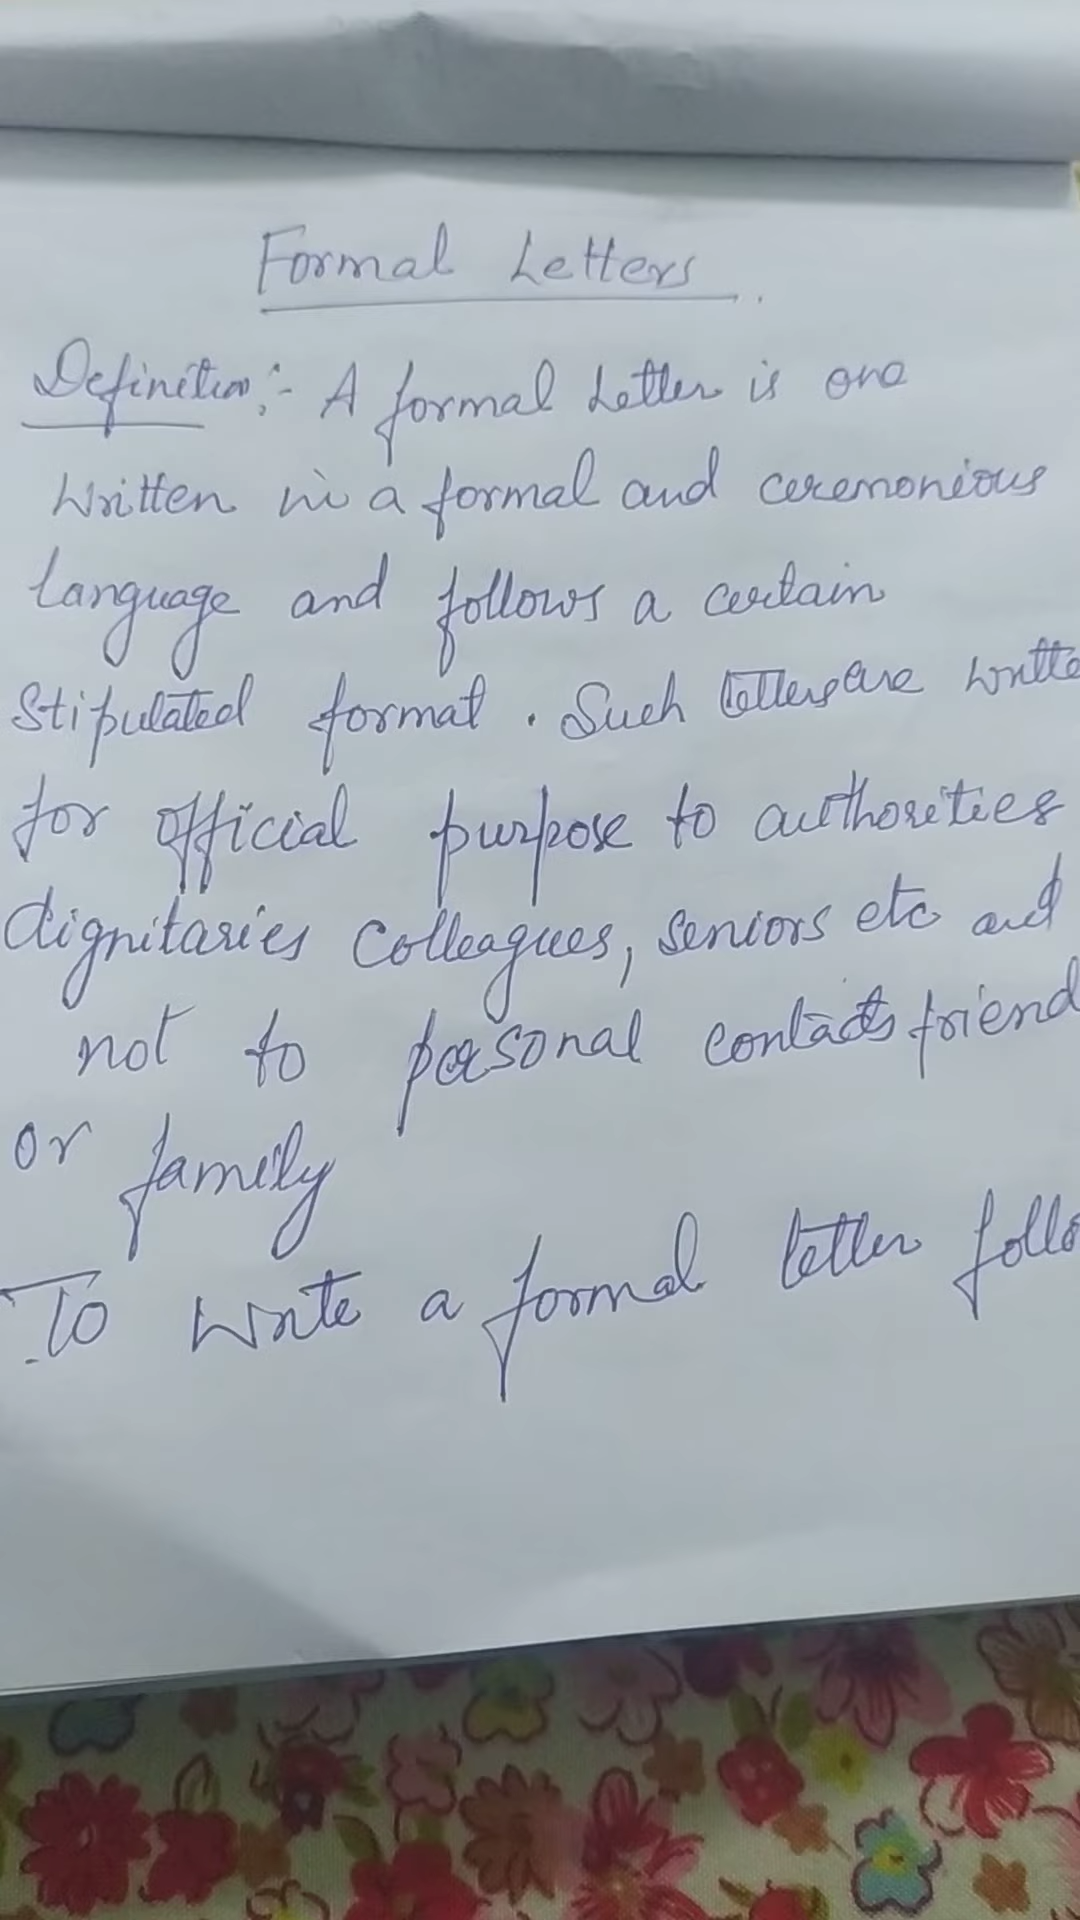 Formal Letters.
Definition:- A formal Letter is one
Written in a formal and ceremonious
language and follows a certain
Stipulated format. Such letters are writte
for official purpose to authorities
dignitaries Colleagues, seniors etc and
not to personal contacts friend
or family
To Write a formal letter follo